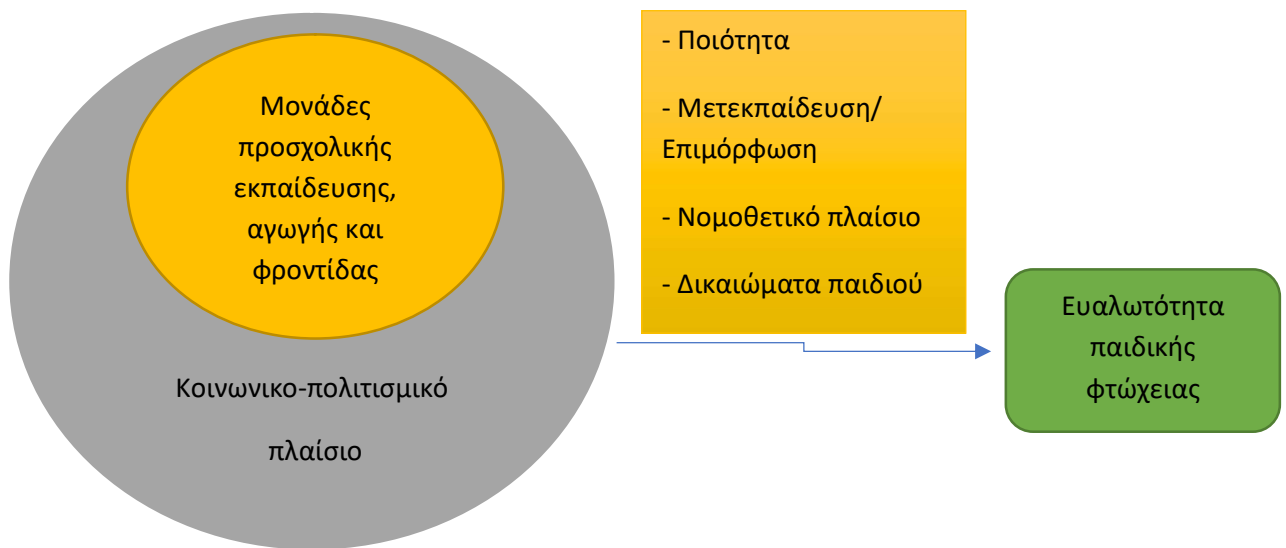 Μονάδες
προσχολικής
εκπαίδευσης,
αγωγής και
φροντίδας
Κοινωνικο-πολιτισμικό
πλαίσιο
- Ποιότητα
- Μετεκπαίδευση/
Επιμόρφωση
- Νομοθετικό πλαίσιο
- Δικαιώματα παιδιού
Ευαλωτότητα
παιδικής
φτώχειας